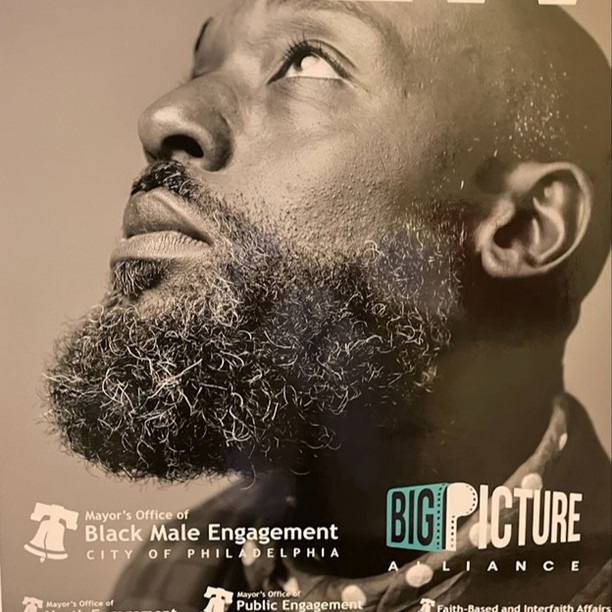 Mayor's Office of
Black Male Engagement
CITY OF PHILADELPHIA
BIG PICTURE
ALLIANCE
Mayor's Office of
Engagement
Mayor's Office of
Public Engagement
Faith-Based and Interfaith Affairs